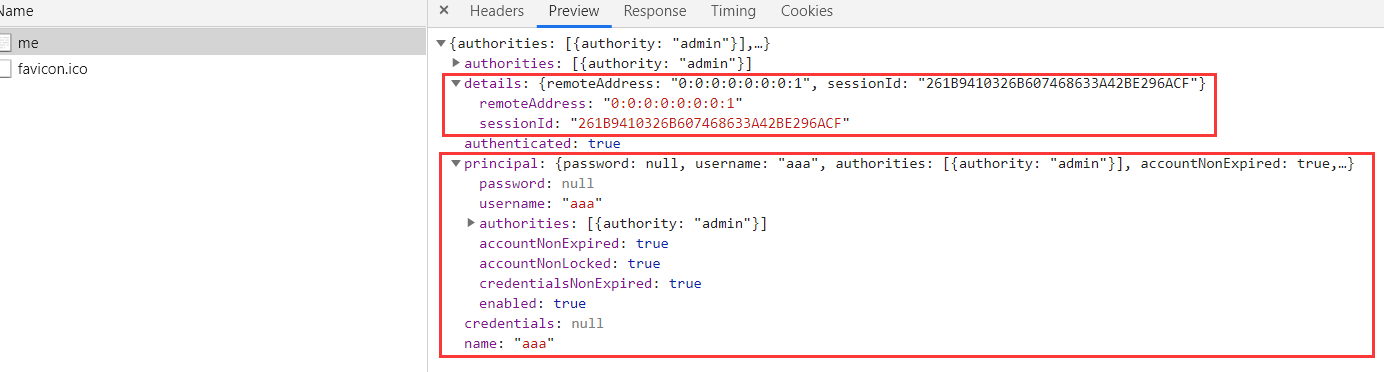 Name
me
favicon.ico
× Headers Preview Response Timing Cookies
▼{authorities: [{authority: "admin"}],…}
▶authorities: [{authority: "admin"}]
▼details: {remoteAddress: "0:0:0:0:0:0:0:1", sessionId: "261B9410326B607468633A42BE296ACF"}
remoteAddress: "0:0:0:0:0:0:0:1"
sessionId: "261B9410326B607468633A42BE296ACF"
authenticated: true
▼principal: {password: null, username: "aaa", authorities: [{authority: "admin"}], accountNonExpired: true,…}
password: null
username: "aaa"
▶authorities: [{authority: "admin"}]
accountNonExpired: true
accountNonLocked: true
credentialsNonExpired: true
enabled: true
credentials: null
name: "aaa"